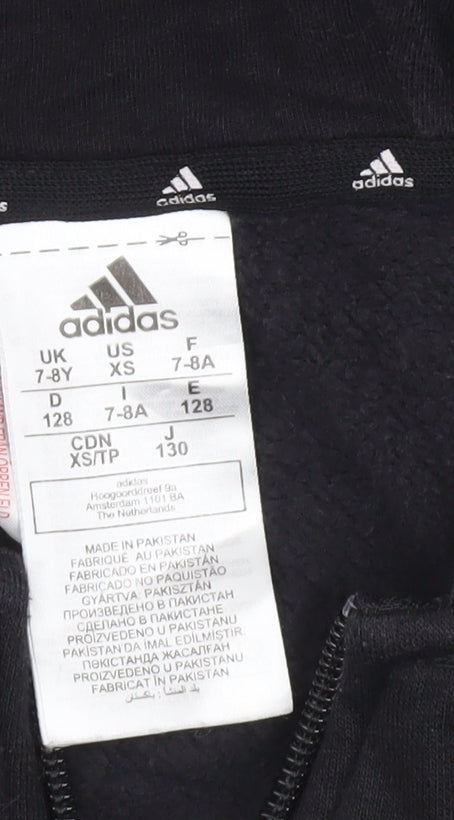 adidas
adidas
adidas
UK US F
7-8Y XS 7-8A
D I E
128 7-8A 128
CDN J
XS/TP 130
adidas
Hoogoorddreef 9a
Amsterdam 1101 BA
The Netherlands
MADE IN PAKISTAN
FABRIQUÉ AU PAKISTAN
FABRICADO EN PAKISTÁN
FABRICADO NO PAQUISTÃO
GYÁRTVA: PAKISZTÁN
ПРОИЗВЕДЕНО В ПАКИСТАН
СДЕЛАНО В ПАКИСТАНЕ
PROIZVEDENO U PAKISTANU
PAKİSTAN'DA İMAL EDİLMİŞTİR.
ПӘКІСТАНДА ЖАСАЛҒАН
PROIZVEDENO U PAKISTANU
FABRICAT ÎN PAKISTAN
بلد المنشأ : باكستان